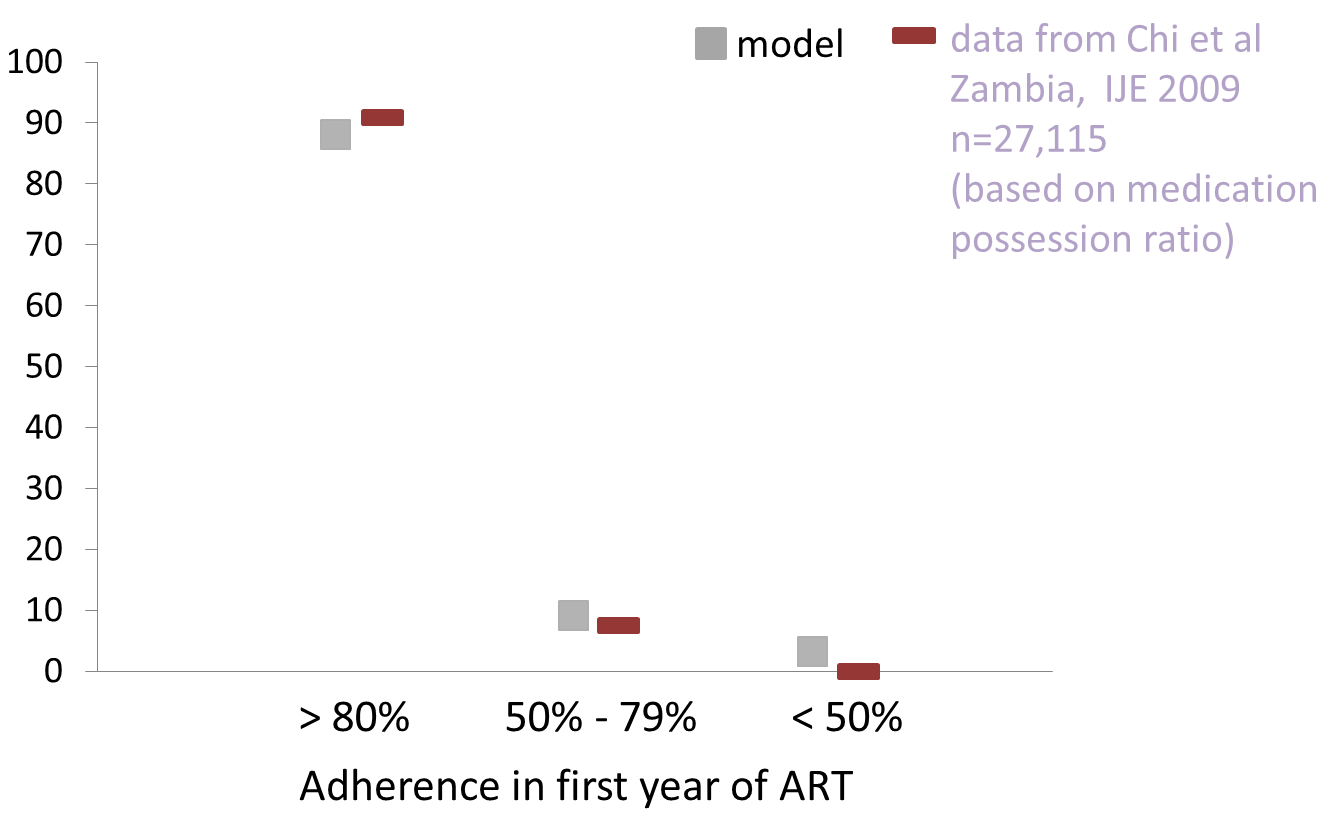 model
data from Chi et al
Zambia,  IJE 2009
n=27,115
(based on medication
possession ratio)
100
90
80
70
60
50
40
30
20
10
0
> 80%
50% - 79%
< 50%
Adherence in first year of ART